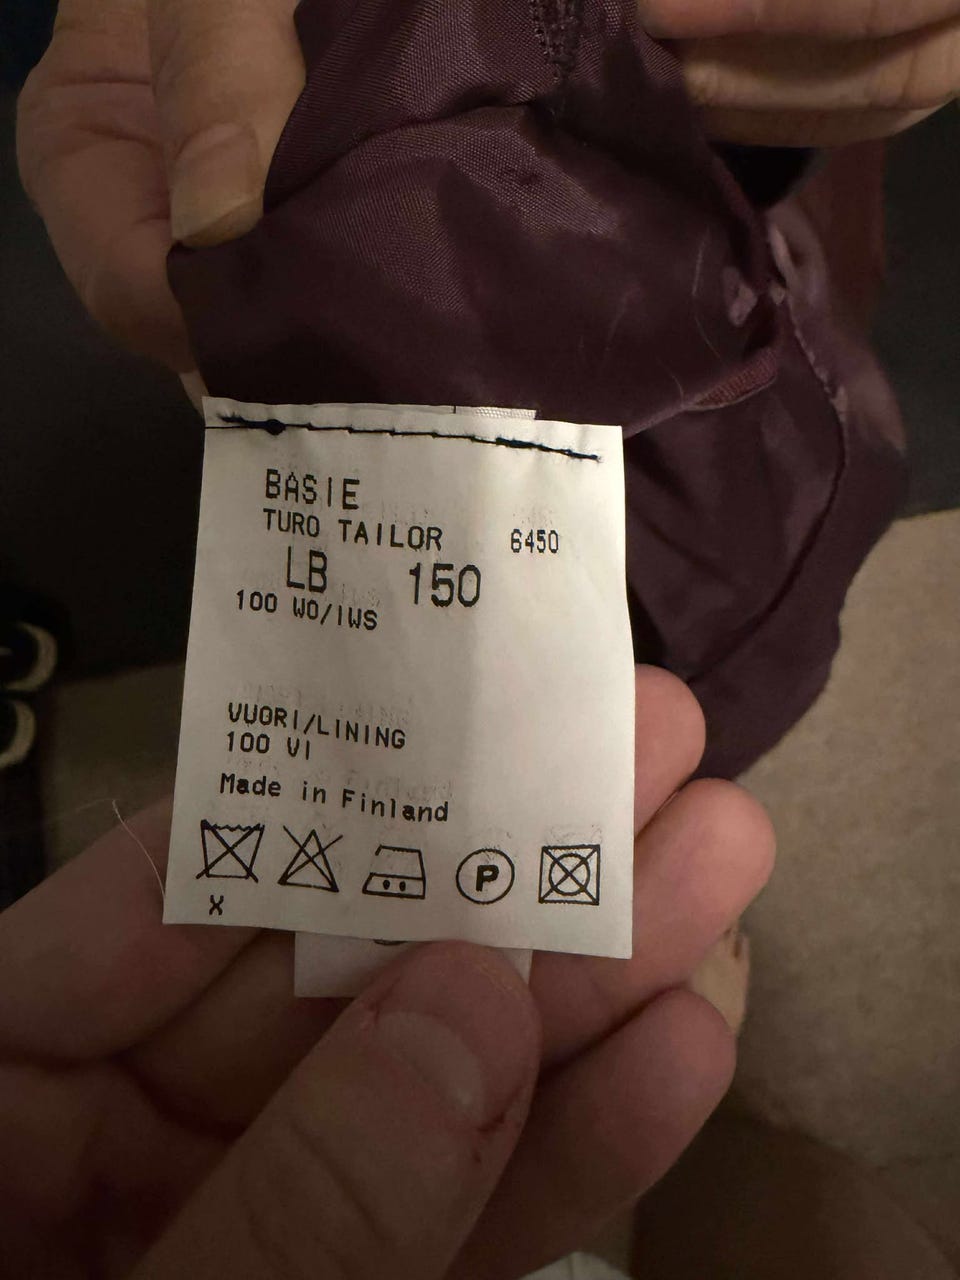 BASIE
TURO TAILOR 6450
LB 150
100 WO/IWS
VUORI/LINING
100 VI
Made in Finland
P
X